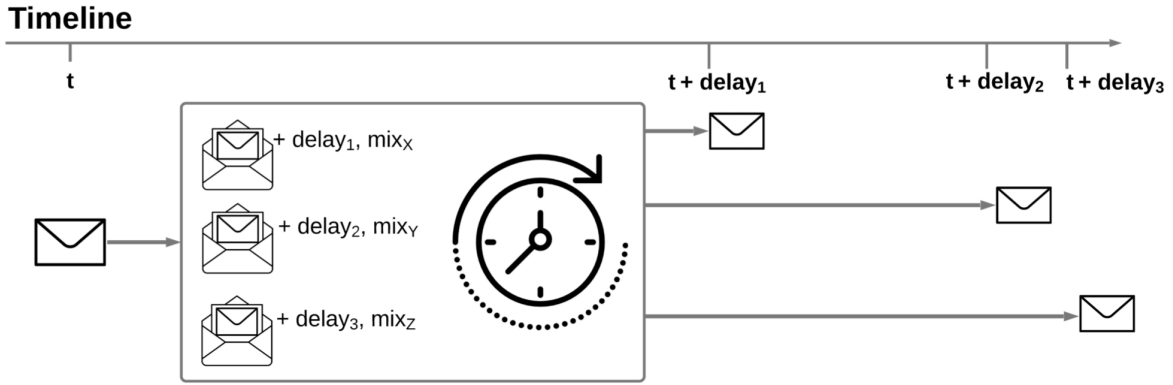 Timeline
t
t + delay₁
t + delay₂
t + delay₃
+ delay₁, mixX
+ delay₂, mixY
+ delay₃, mixZ